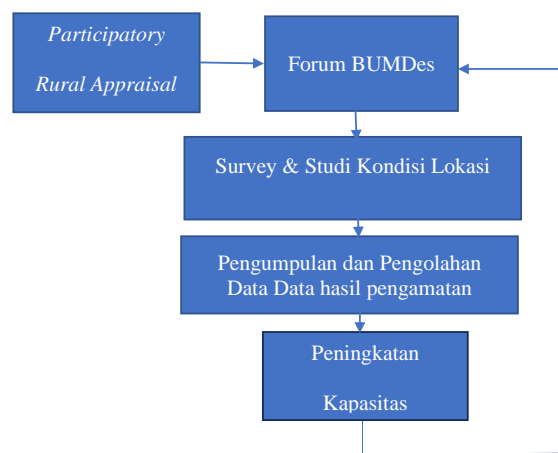 Participatory
Rural Appraisal
Forum BUMDes
Survey & Studi Kondisi Lokasi
Pengumpulan dan Pengolahan
Data Data hasil pengamatan
Peningkatan
Kapasitas